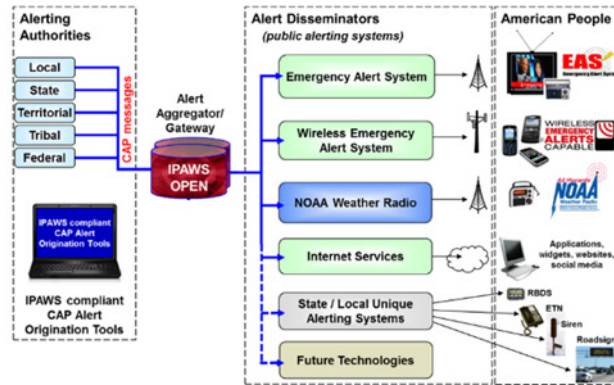 Alerting
Authorities
Local
State
Territorial
Tribal
Federal
CAP messages
IPAWS compliant
CAP Alert
Origination Tools
IPAWS compliant
CAP Alert
Origination Tools
Alert
Aggregator/
Gateway
IPAWS
OPEN
Alert Disseminators
(public alerting systems)
Emergency Alert System
Wireless Emergency
Alert System
NOAA Weather Radio
Internet Services
State / Local Unique
Alerting Systems
Future Technologies
American People
EAS
Emergency Alert System
WIRELESS
EMERGENCY
ALERTS
CAPABLE
All Hazards
NOAA
Weather Radio
Applications,
widgets, websites,
social media
RBDS
ETN
Siren
Roadsign